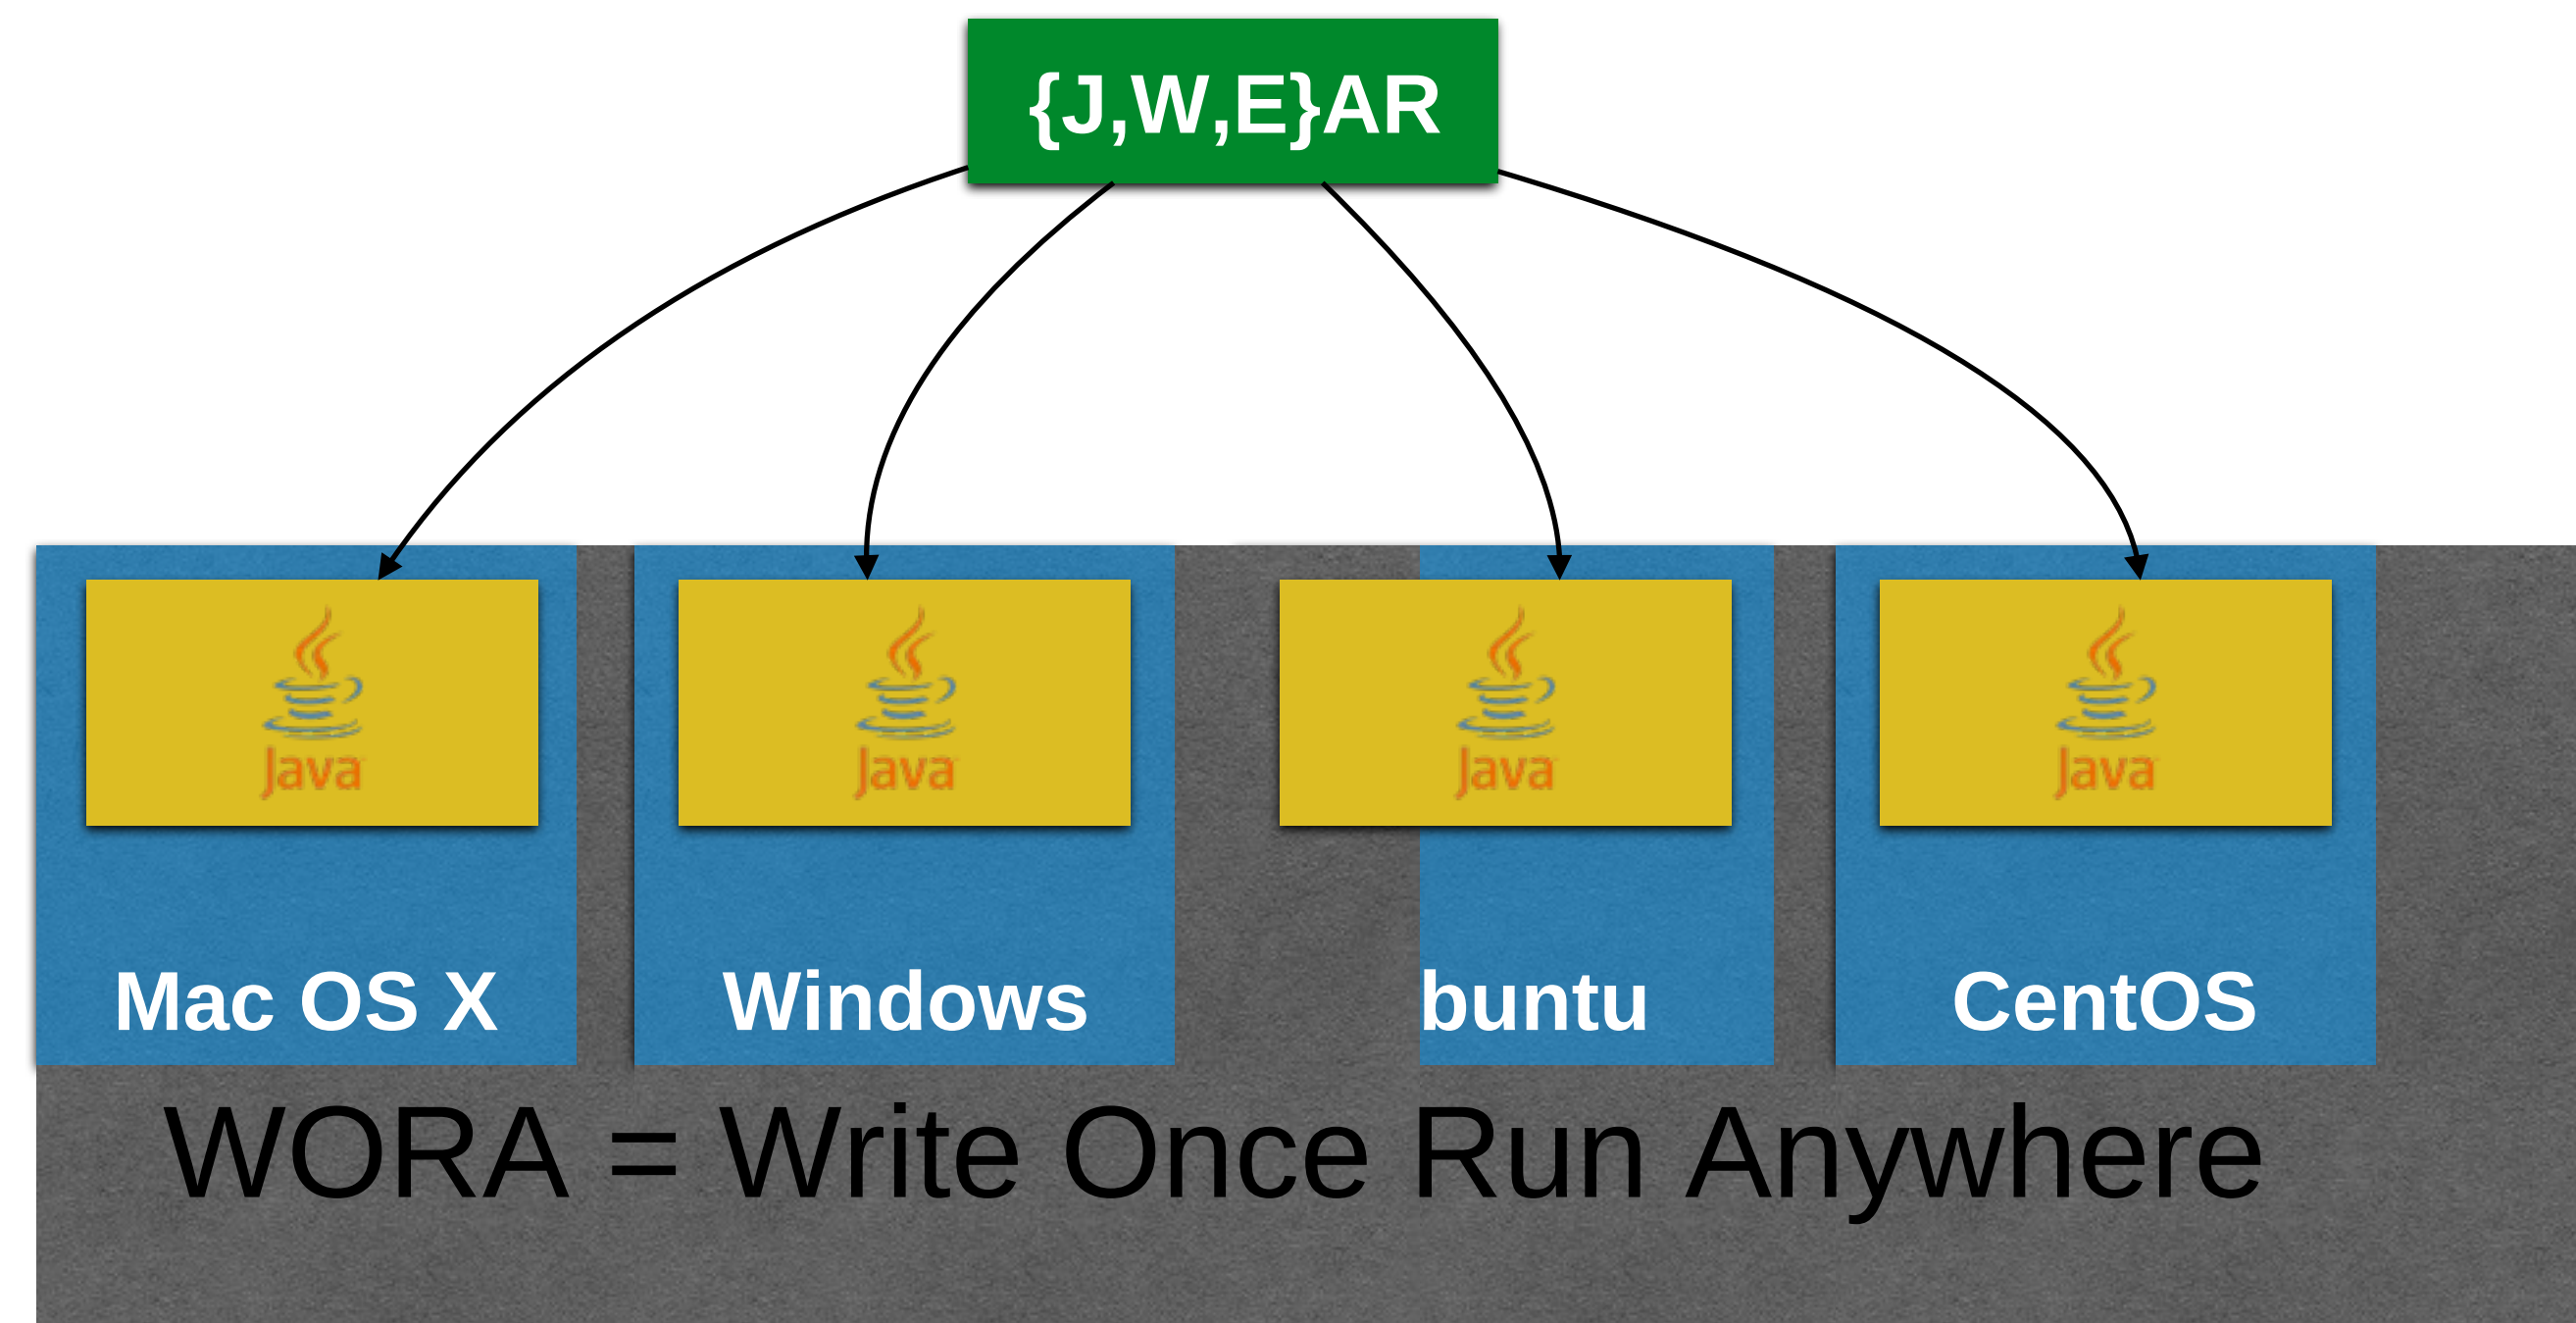 {J,W,E}AR
Java Java Java Java
Mac OS X Windows buntu CentOS
WORA = Write Once Run Anywhere